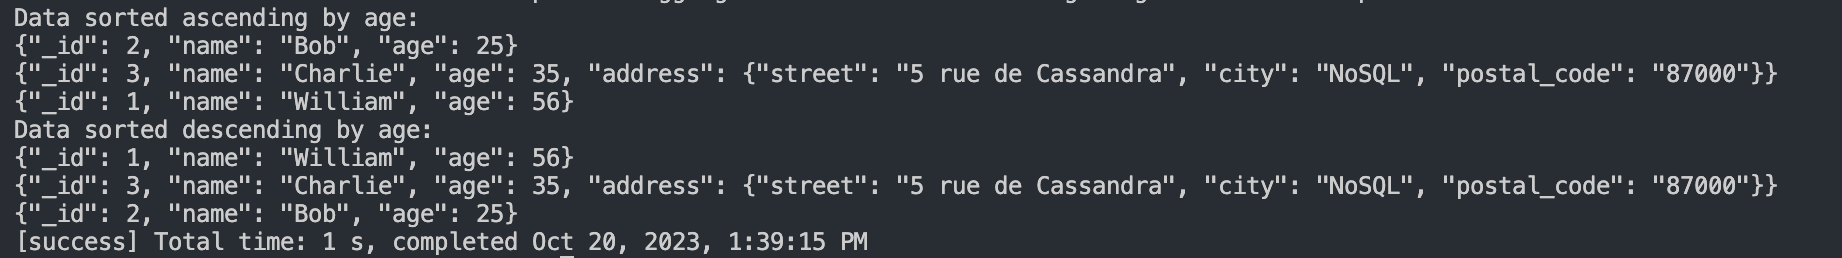 Data sorted ascending by age:
{"_id": 2, "name": "Bob", "age": 25}
{"_id": 3, "name": "Charlie", "age": 35, "address": {"street": "5 rue de Cassandra", "city": "NoSQL", "postal_code": "87000"}}
{"_id": 1, "name": "William", "age": 56}
Data sorted descending by age:
{"_id": 1, "name": "William", "age": 56}
{"_id": 3, "name": "Charlie", "age": 35, "address": {"street": "5 rue de Cassandra", "city": "NoSQL", "postal_code": "87000"}}
{"_id": 2, "name": "Bob", "age": 25}
[success] Total time: 1 s, completed Oct 20, 2023, 1:39:15 PM